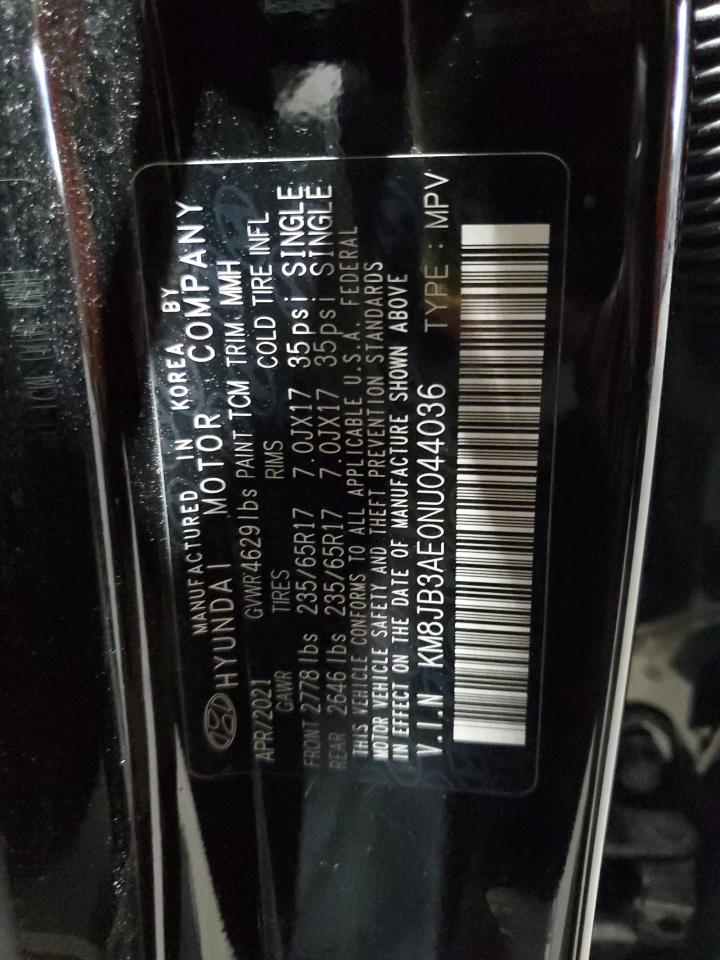 MANUFACTURED IN KOREA BY
HYUNDAI MOTOR COMPANY
APR/2021 GVWR4629lbs PAINT TCM TRIM MMH
GAWR TIRES RIMS COLD TIRE INFL
FRONT 2778 lbs 235/65R17 7.0JX17 35psi SINGLE
REAR 2646 lbs 235/65R17 7.0JX17 35psi SINGLE
THIS VEHICLE CONFORMS TO ALL APPLICABLE U.S.A. FEDERAL
MOTOR VEHICLE SAFETY AND THEFT PREVENTION STANDARDS
IN EFFECT ON THE DATE OF MANUFACTURE SHOWN ABOVE
V.I.N KM8JB3AE0NU044036 TYPE : MPV